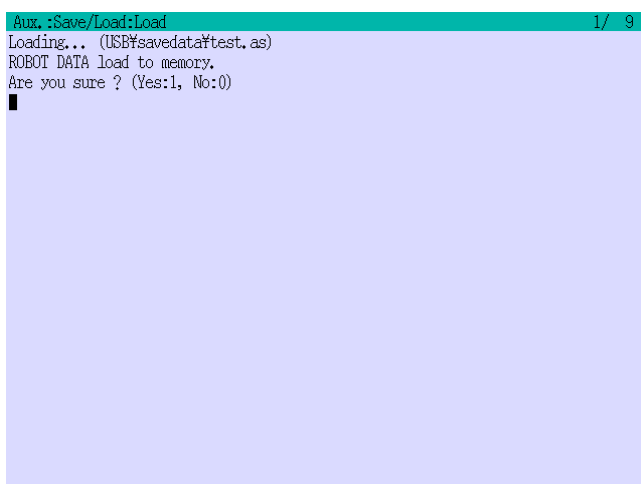 Aux.:Save/Load:Load 1/ 9
Loading... (USB¥savedata¥test.as)
ROBOT DATA load to memory.
Are you sure ? (Yes:1, No:0)